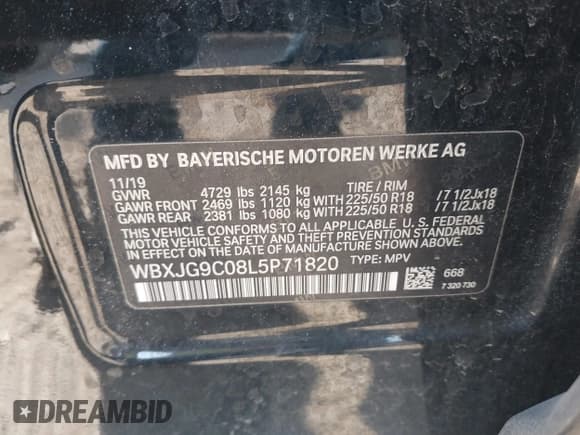 MFD BY BAYERISCHE MOTOREN WERKE AG
11/19
GVWR 4729 lbs 2145 kg TIRE / RIM
GAWR FRONT 2469 lbs 1120 kg WITH 225/50 R18 /7 1/2Jx18
GAWR REAR 2381 lbs 1080 kg WITH 225/50 R18 /7 1/2Jx18
THIS VEHICLE CONFORMS TO ALL APPLICABLE U.S. FEDERAL
MOTOR VEHICLE SAFETY, BUMPER, AND THEFT PREVENTION
STANDARDS IN EFFECT ON THE DATE OF MANUFACTURE SHOWN ABOVE.
WBXJG9C08L5P71820 TYPE: MPV
668
7 320 730
DREAMBID